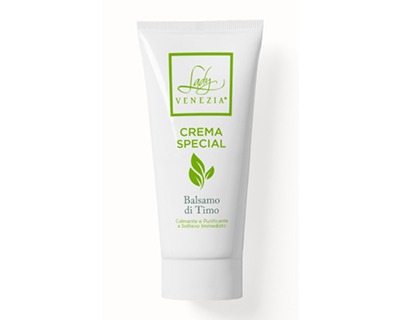 Lady
VENEZIA®
CREMA
SPECIAL
Balsamo
di Timo
Calmante e Purificante
a Sollievo Immediato